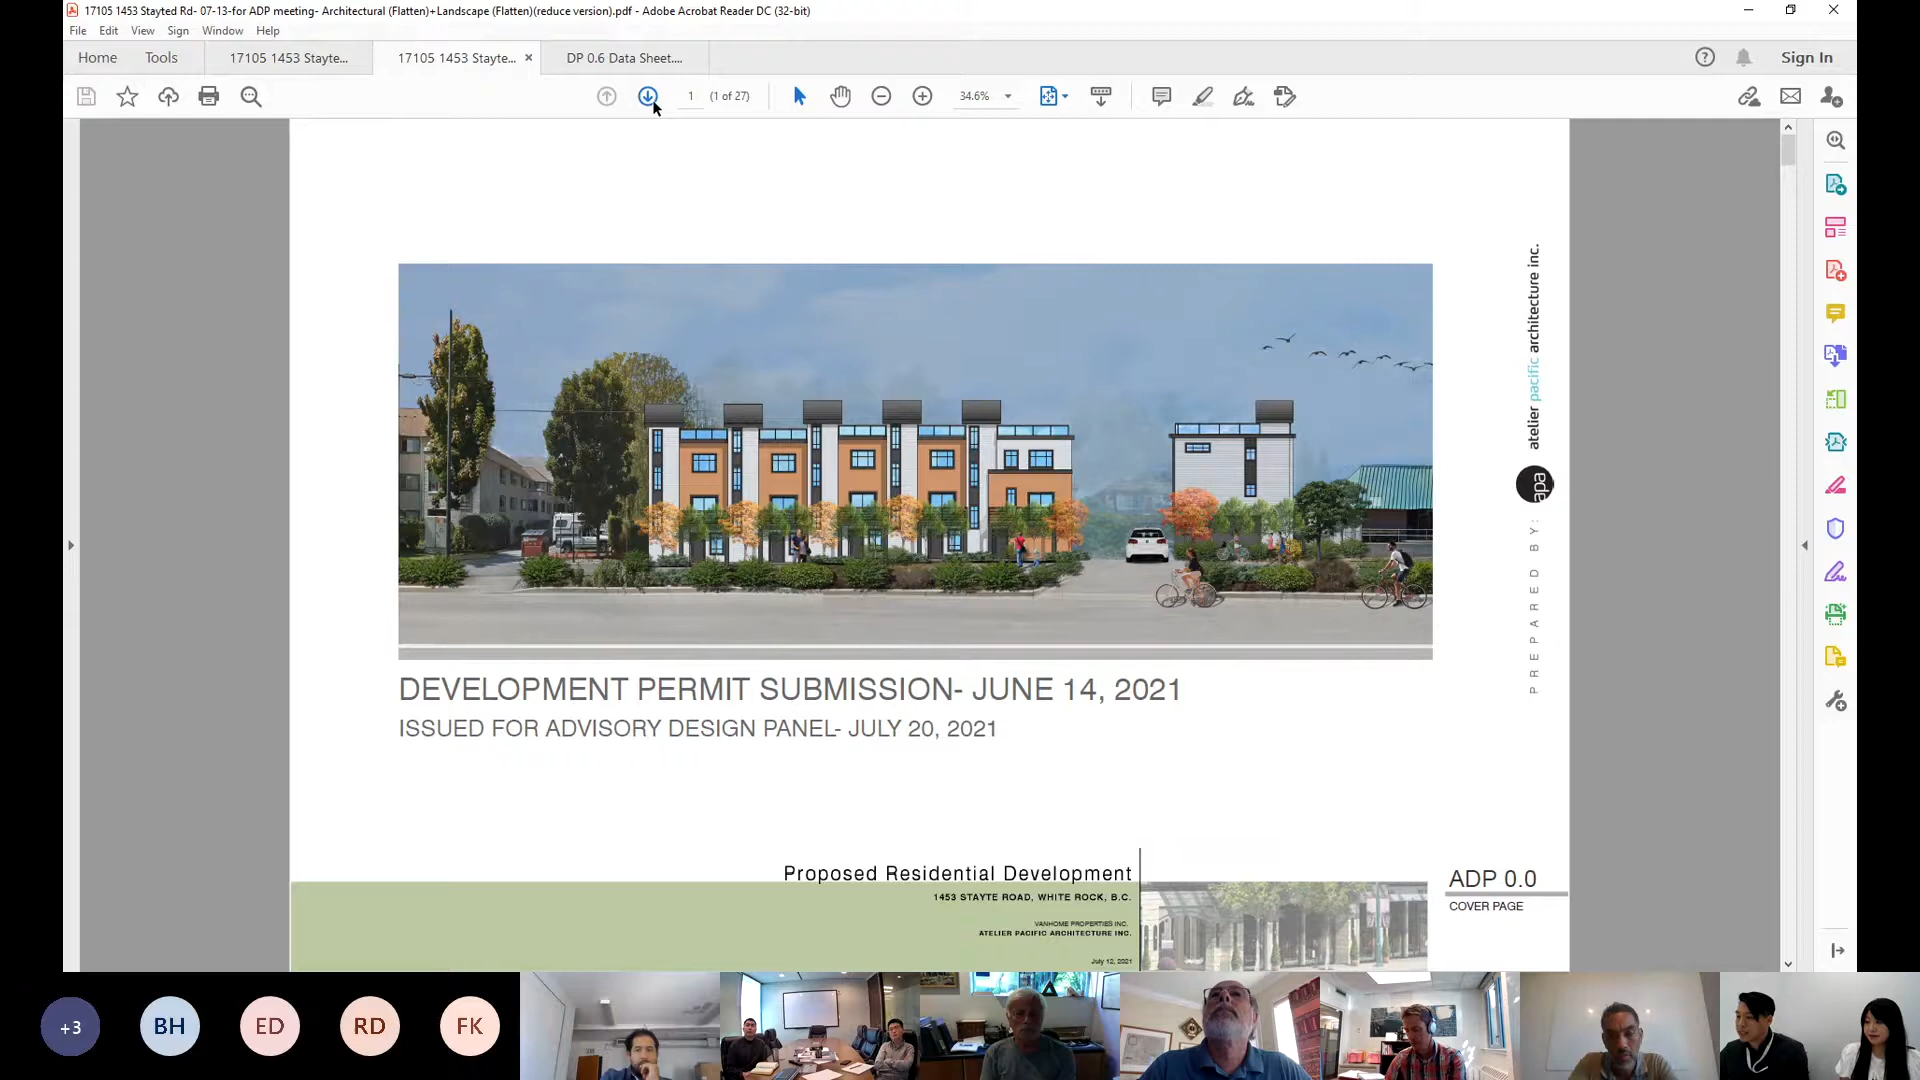 17105 1453 Stayted Rd- 07-13-for ADP meeting- Architectural (Flatten)+Landscape (Flatten)(reduce version).pdf - Adobe Acrobat Reader DC (32-bit)
File Edit View Sign Window Help
Home Tools 17105 1453 Stayte... 17105 1453 Stayte... × DP 0.6 Data Sheet.... Sign In
1 (1 of 27) 34.6%
atelier pacific architecture inc.
apa
PREPARED BY:
DEVELOPMENT PERMIT SUBMISSION- JUNE 14, 2021
ISSUED FOR ADVISORY DESIGN PANEL- JULY 20, 2021
Proposed Residential Development
1453 STAYTE ROAD, WHITE ROCK, B.C.
VANHOME PROPERTIES INC.
ATELIER PACIFIC ARCHITECTURE INC.
July 12, 2021
ADP 0.0
COVER PAGE
+3 BH ED RD FK